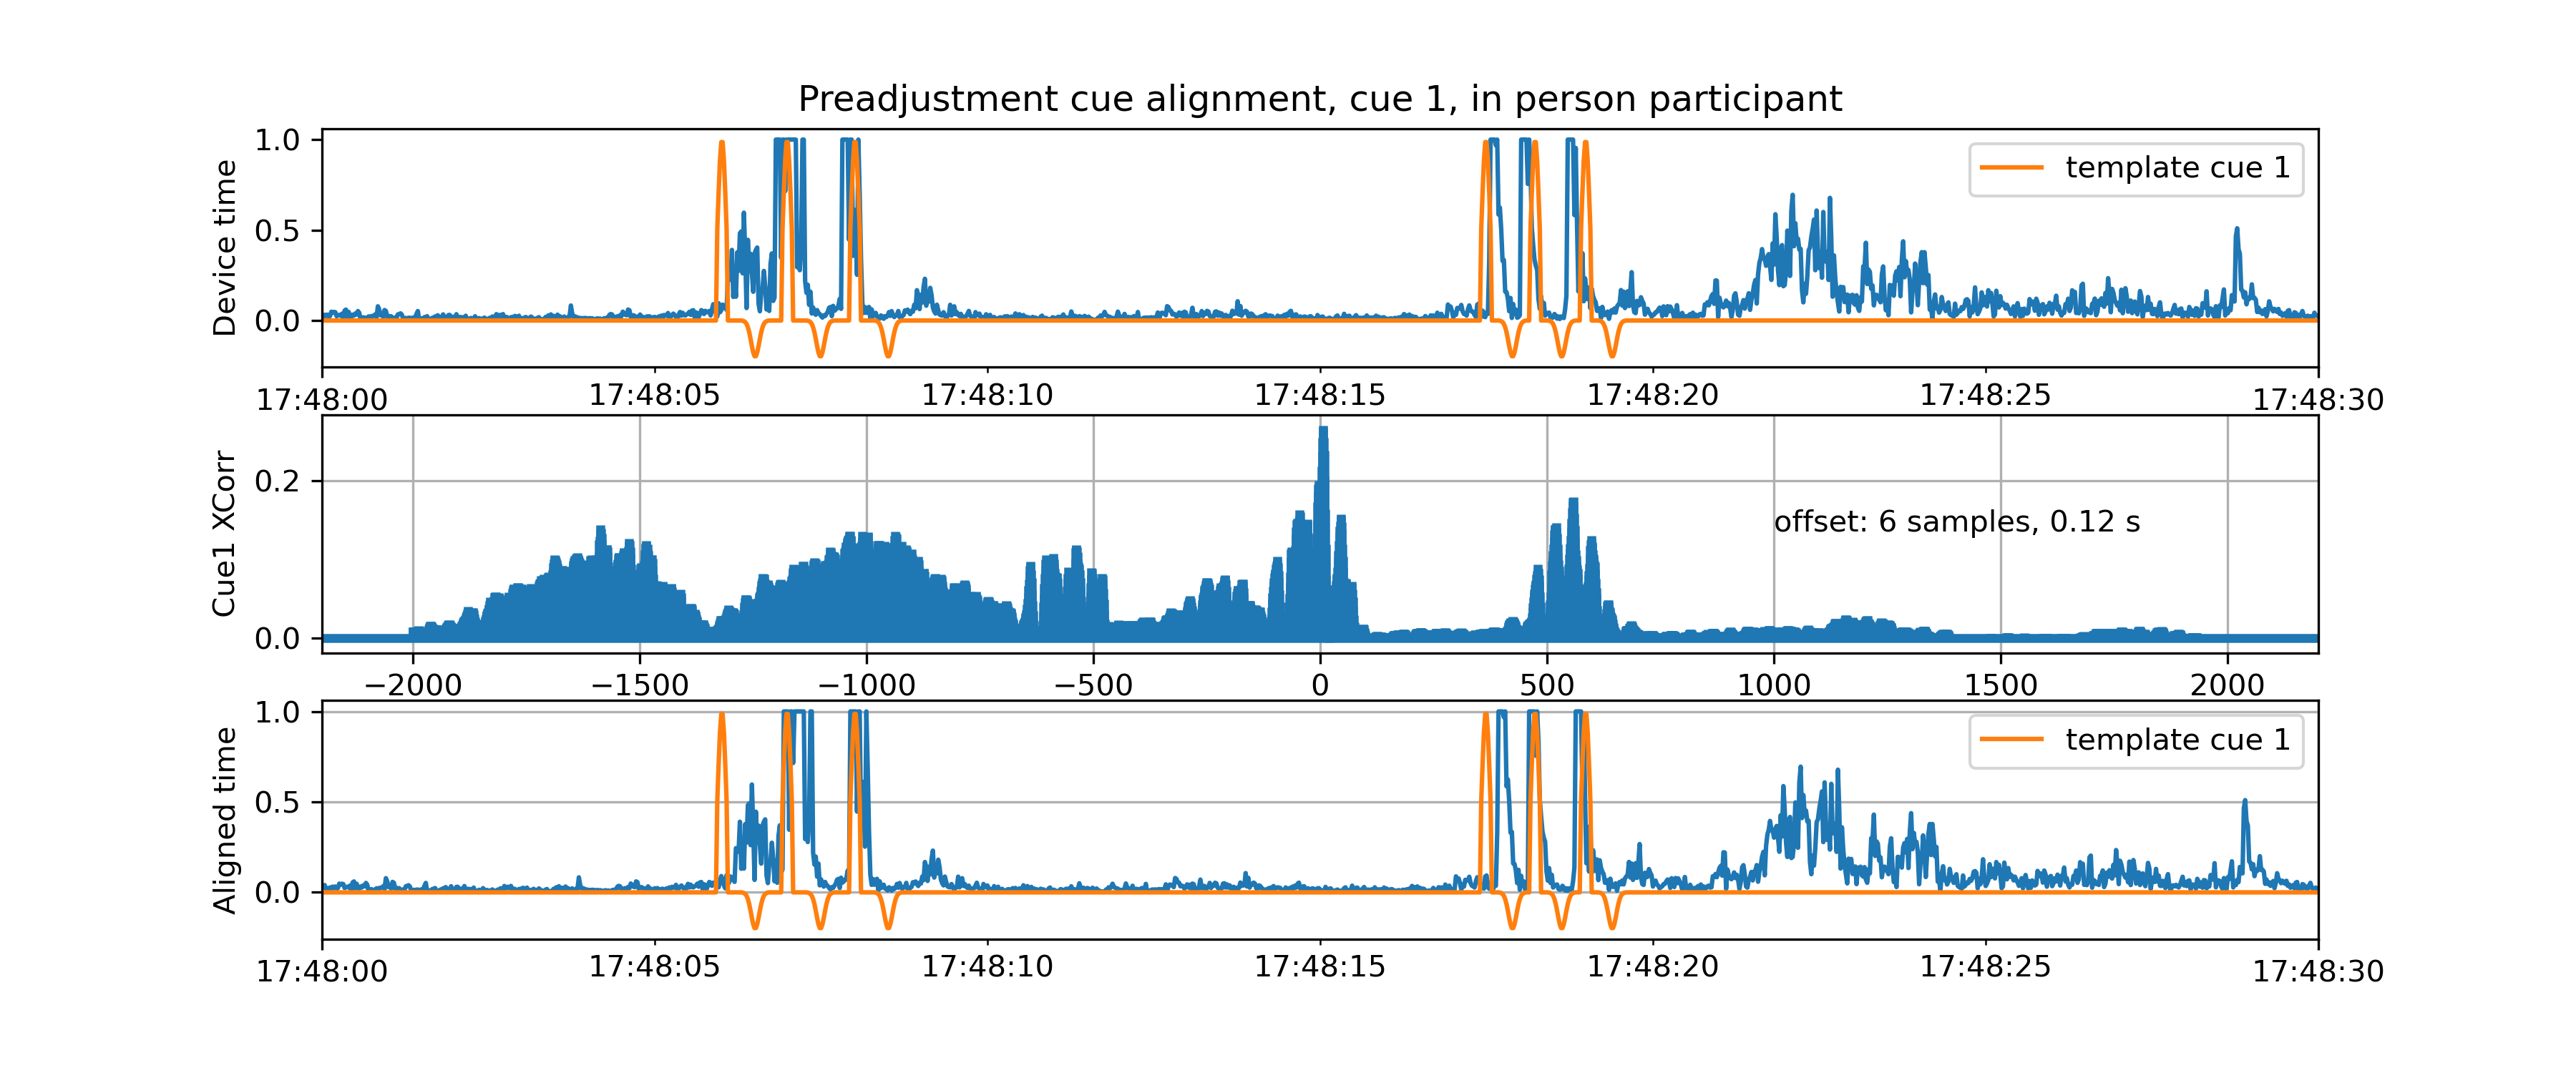 Preadjustment cue alignment, cue 1, in person participant
Device time
1.0
0.5
0.0
template cue 1
17:48:00 17:48:05 17:48:10 17:48:15 17:48:20 17:48:25 17:48:30
Cue1 XCorr
0.2
0.0
offset: 6 samples, 0.12 s
−2000 −1500 −1000 −500 0 500 1000 1500 2000
Aligned time
1.0
0.5
0.0
template cue 1
17:48:00 17:48:05 17:48:10 17:48:15 17:48:20 17:48:25 17:48:30